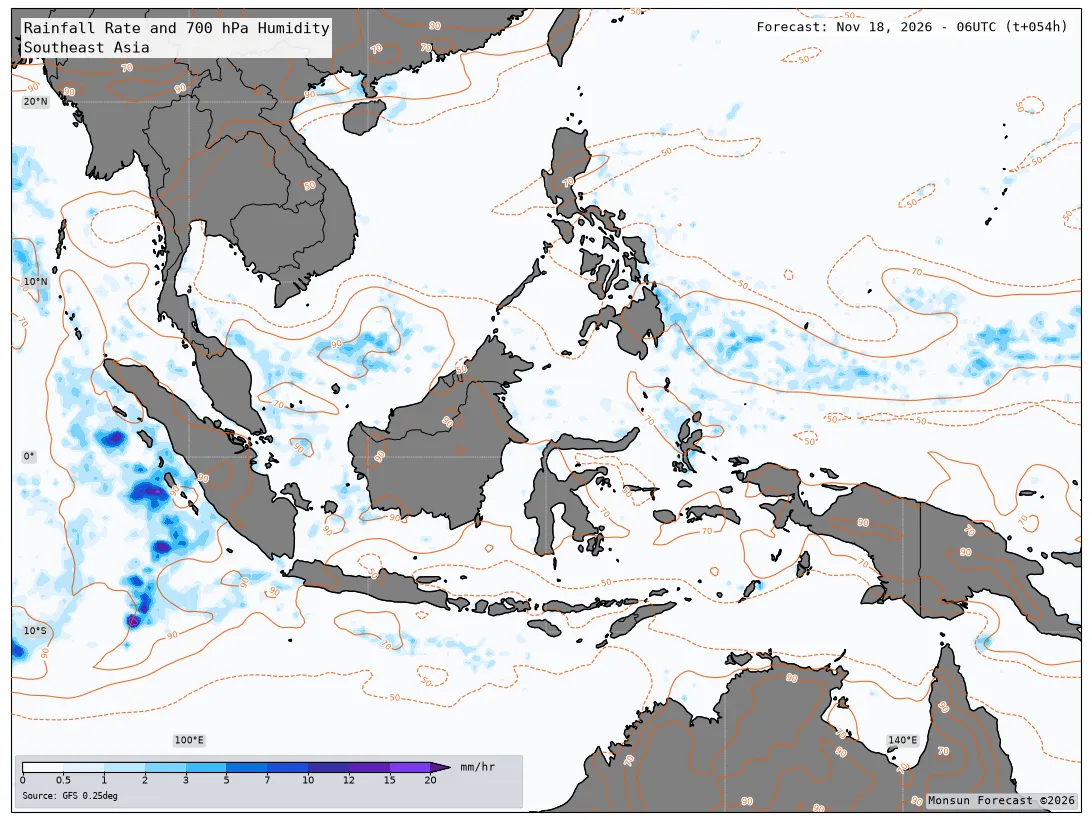 Rainfall Rate and 700 hPa Humidity
Southeast Asia
Forecast: Nov 18, 2026 - 06UTC (t+054h)
20°N
10°N
0°
10°S
100°E
140°E
0 0.5 1 2 3 5 7 10 12 15 20 mm/hr
Source: GFS 0.25deg
Monsun Forecast ©2026